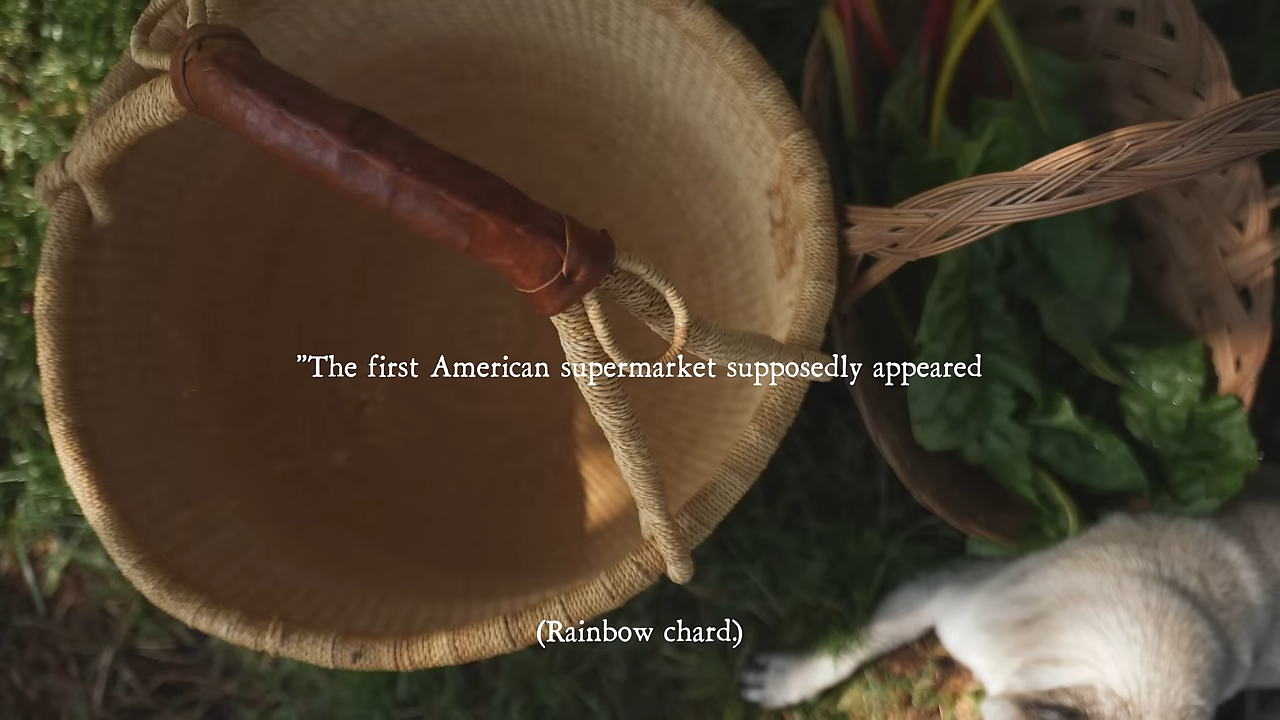 "The first American supermarket supposedly appeared
(Rainbow chard.)